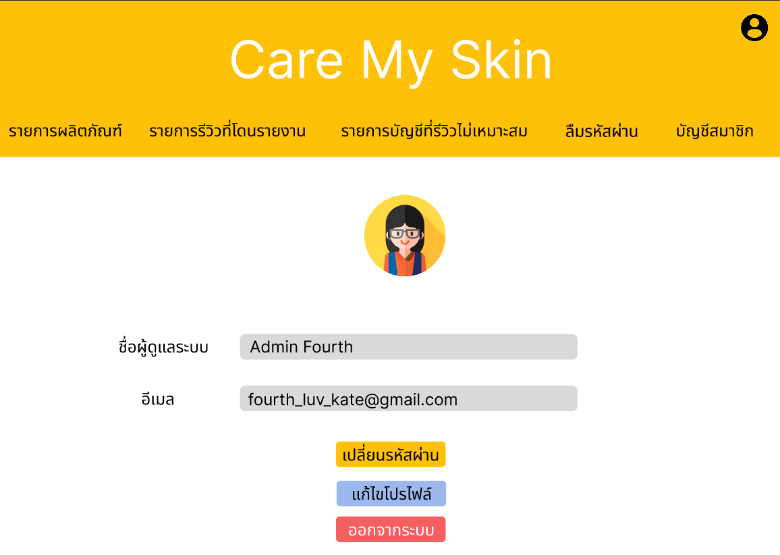 Care My Skin
รายการผลิตภัณฑ์ รายการรีวิวที่โดนรายงาน รายการบัญชีที่รีวิวไม่เหมาะสม ลืมรหัสผ่าน บัญชีสมาชิก
ชื่อผู้ดูแลระบบ Admin Fourth
อีเมล fourth_luv_kate@gmail.com
เปลี่ยนรหัสผ่าน
แก้ไขโปรไฟล์
ออกจากระบบ